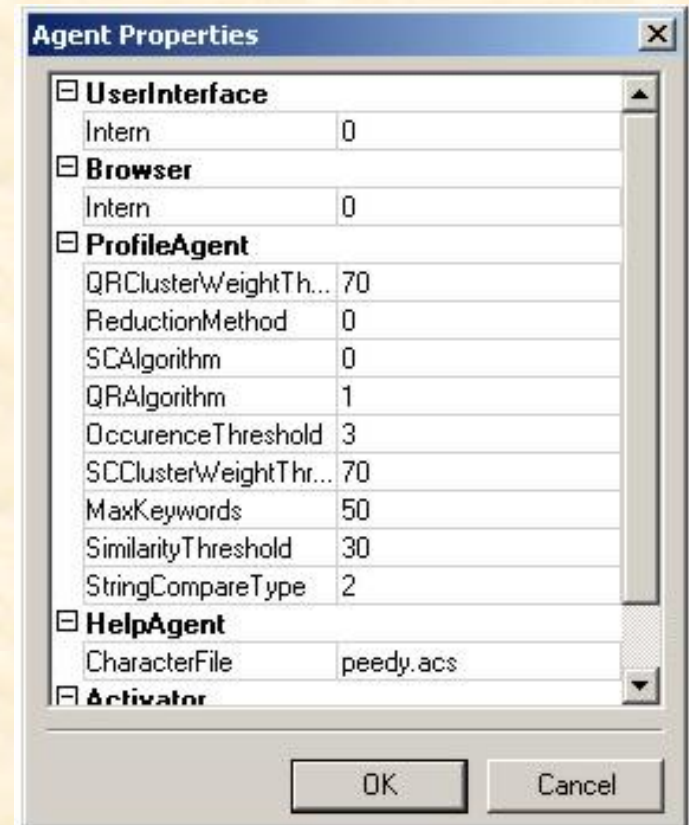 Agent Properties
UserInterface
Intern 0
Browser
Intern 0
ProfileAgent
QRClusterWeightTh... 70
ReductionMethod 0
SCAlgorithm 0
QRAlgorithm 1
OccurenceThreshold 3
SCClusterWeightThr... 70
MaxKeywords 50
SimilarityThreshold 30
StringCompareType 2
HelpAgent
CharacterFile peedy.acs
Activator
OK Cancel